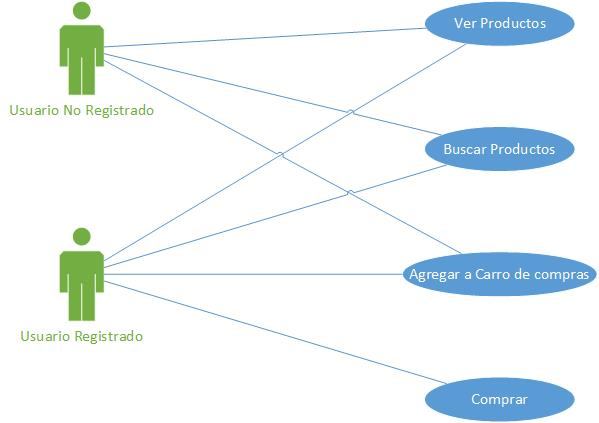 Ver Productos
Usuario No Registrado
Buscar Productos
Agregar a Carro de compras
Usuario Registrado
Comprar